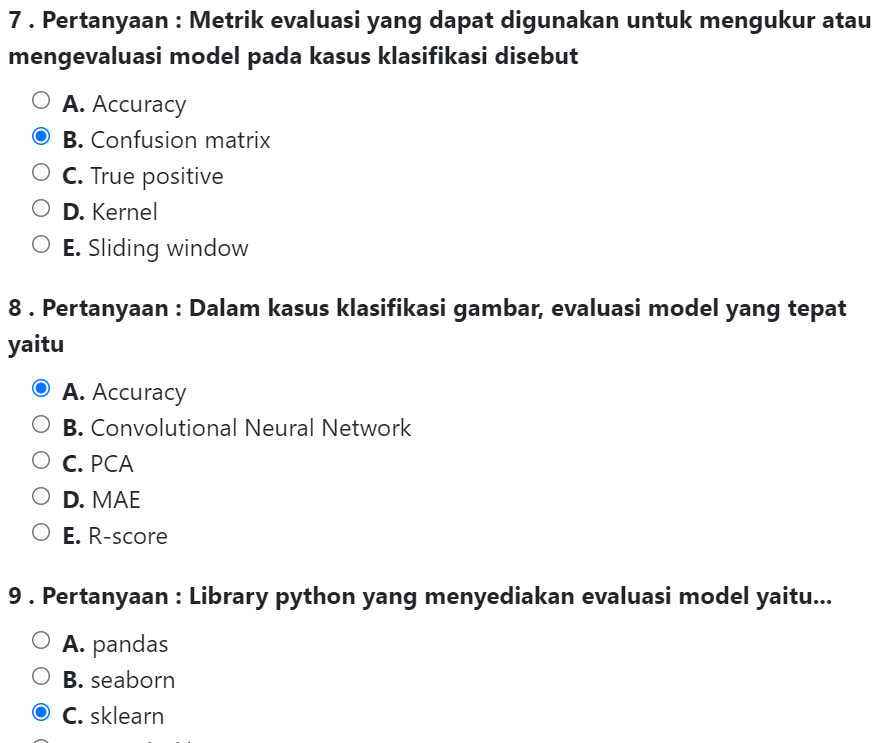 7 . Pertanyaan : Metrik evaluasi yang dapat digunakan untuk mengukur atau
mengevaluasi model pada kasus klasifikasi disebut
A. Accuracy
B. Confusion matrix
C. True positive
D. Kernel
E. Sliding window
8 . Pertanyaan : Dalam kasus klasifikasi gambar, evaluasi model yang tepat
yaitu
A. Accuracy
B. Convolutional Neural Network
C. PCA
D. MAE
E. R-score
9 . Pertanyaan : Library python yang menyediakan evaluasi model yaitu...
A. pandas
B. seaborn
C. sklearn